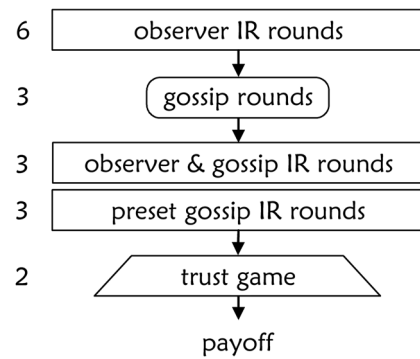 6 observer IR rounds
3 gossip rounds
3 observer & gossip IR rounds
3 preset gossip IR rounds
2 trust game
payoff